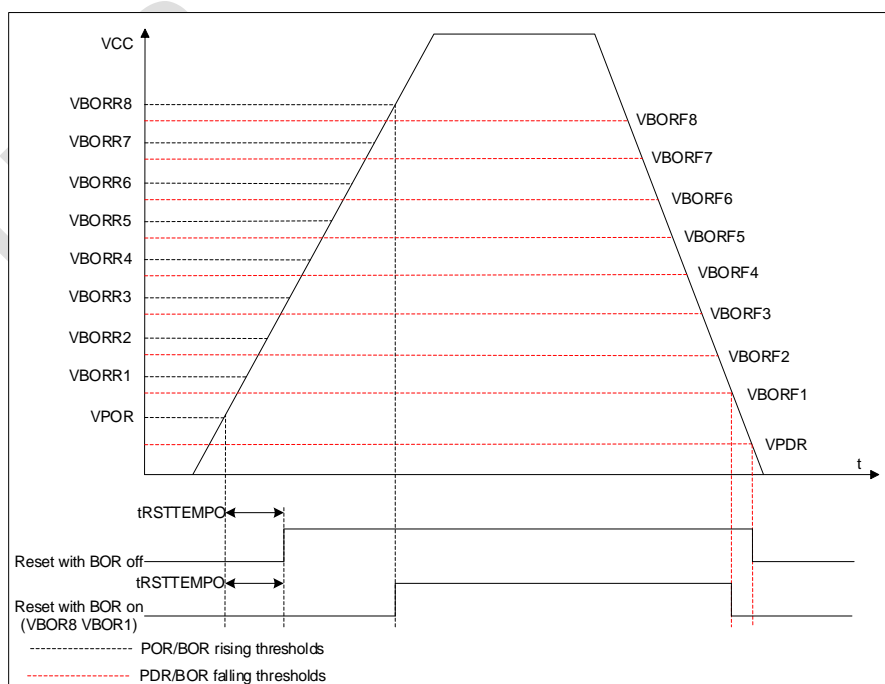 VCC
VBORR8
VBORF8
VBORR7
VBORF7
VBORR6
VBORF6
VBORR5
VBORF5
VBORR4
VBORF4
VBORR3
VBORF3
VBORR2
VBORF2
VBORR1
VBORF1
VPOR
VPDR
t
tRSTTEMPO
Reset with BOR off
tRSTTEMPO
Reset with BOR on
(VBOR8 VBOR1)
POR/BOR rising thresholds
PDR/BOR falling thresholds